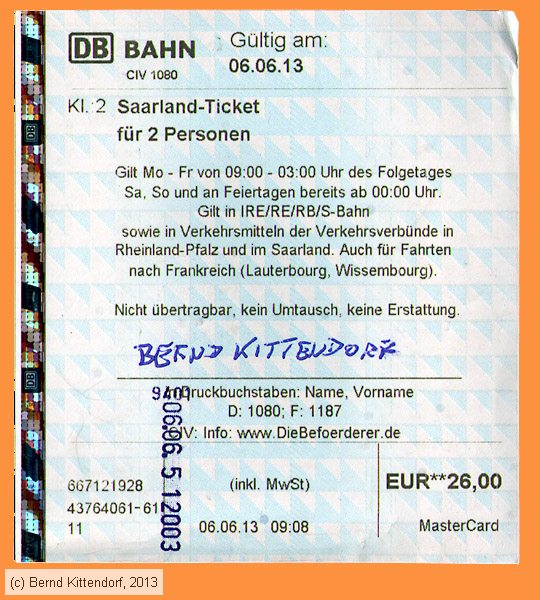 DB BAHN
Gültig am:
06.06.13
CIV 1080
Kl.:2 Saarland-Ticket
für 2 Personen
Gilt Mo - Fr von 09:00 - 03:00 Uhr des Folgetages
Sa, So und an Feiertagen bereits ab 00:00 Uhr.
Gilt in IRE/RE/RB/S-Bahn
sowie in Verkehrsmitteln der Verkehrsverbünde in
Rheinland-Pfalz und im Saarland. Auch für Fahrten
nach Frankreich (Lauterbourg, Wissembourg).
Nicht übertragbar, kein Umtausch, keine Erstattung.
BERND KITTENDORF
Druckbuchstaben: Name, Vorname
D: 1080; F: 1187
CIV: Info: www.DieBefoerderer.de
667121928
(inkl. MwSt)
EUR**26,00
43764061-61
11
06.06.13 09:08
MasterCard
(c) Bernd Kittendorf, 2013